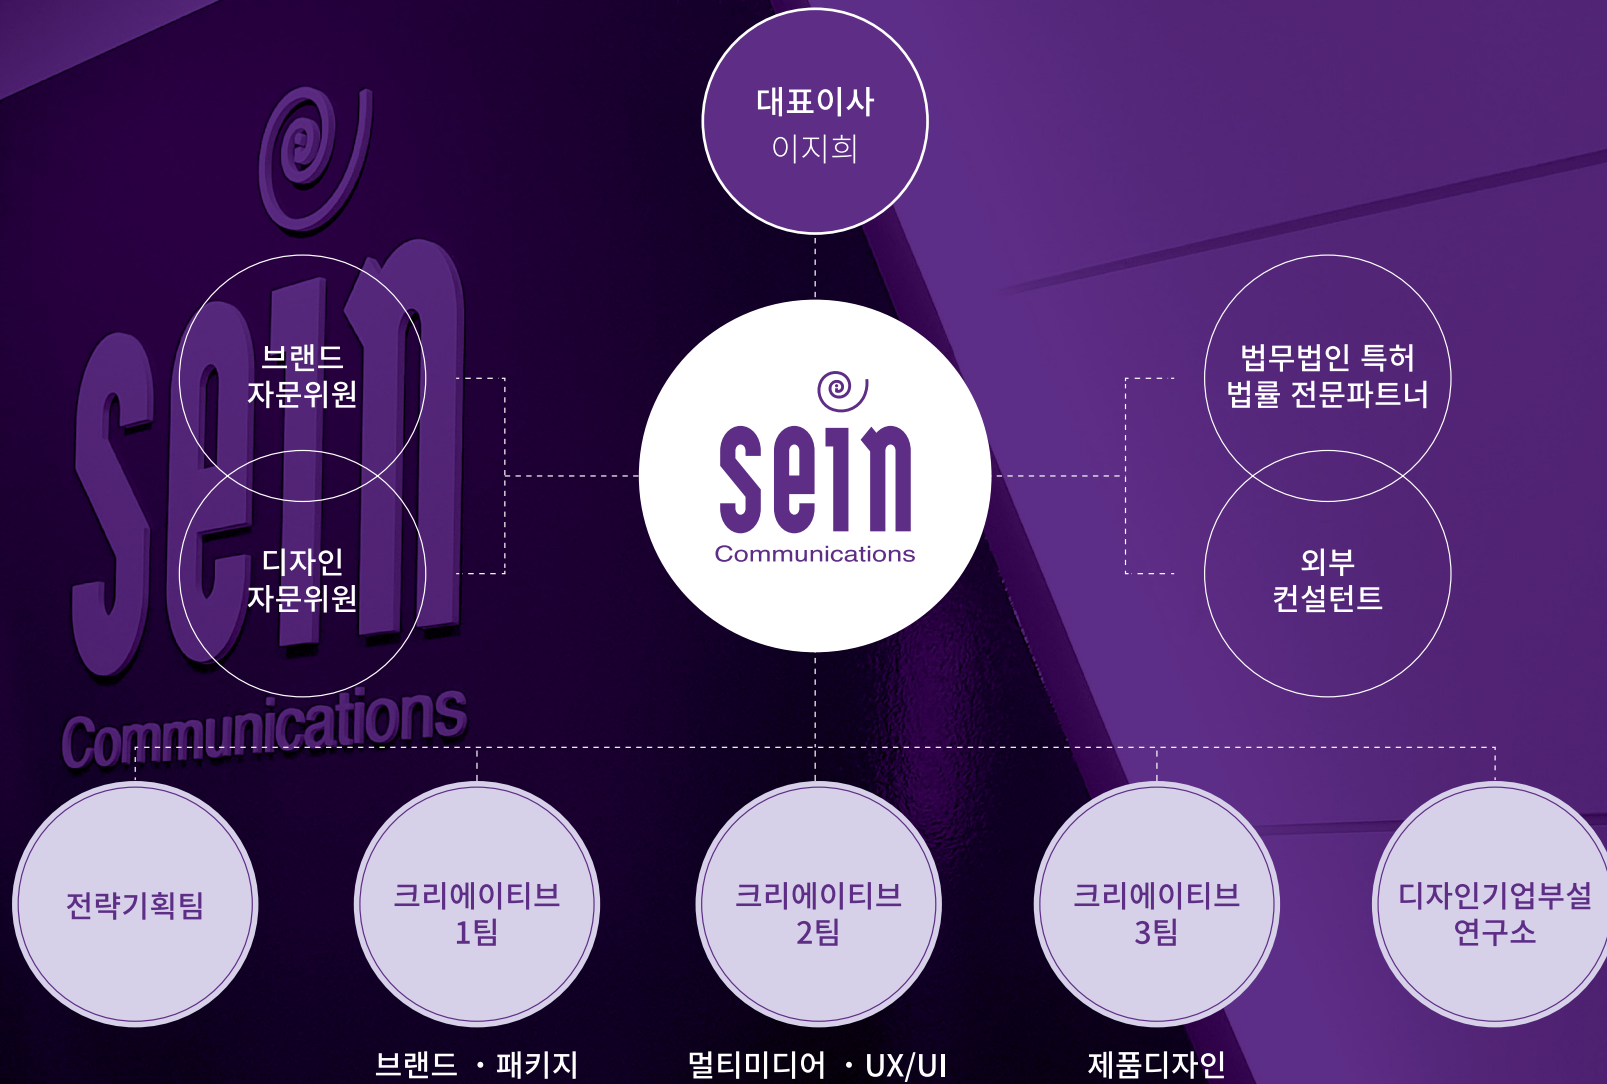 대표이사
이지희
sein
Communications
브랜드
자문위원
디자인
자문위원
sein
Communications
법무법인 특허
법률 전문파트너
외부
컨설턴트
전략기획팀
크리에이티브
1팀
크리에이티브
2팀
크리에이티브
3팀
디자인기업부설
연구소
브랜드 · 패키지
멀티미디어 · UX/UI
제품디자인